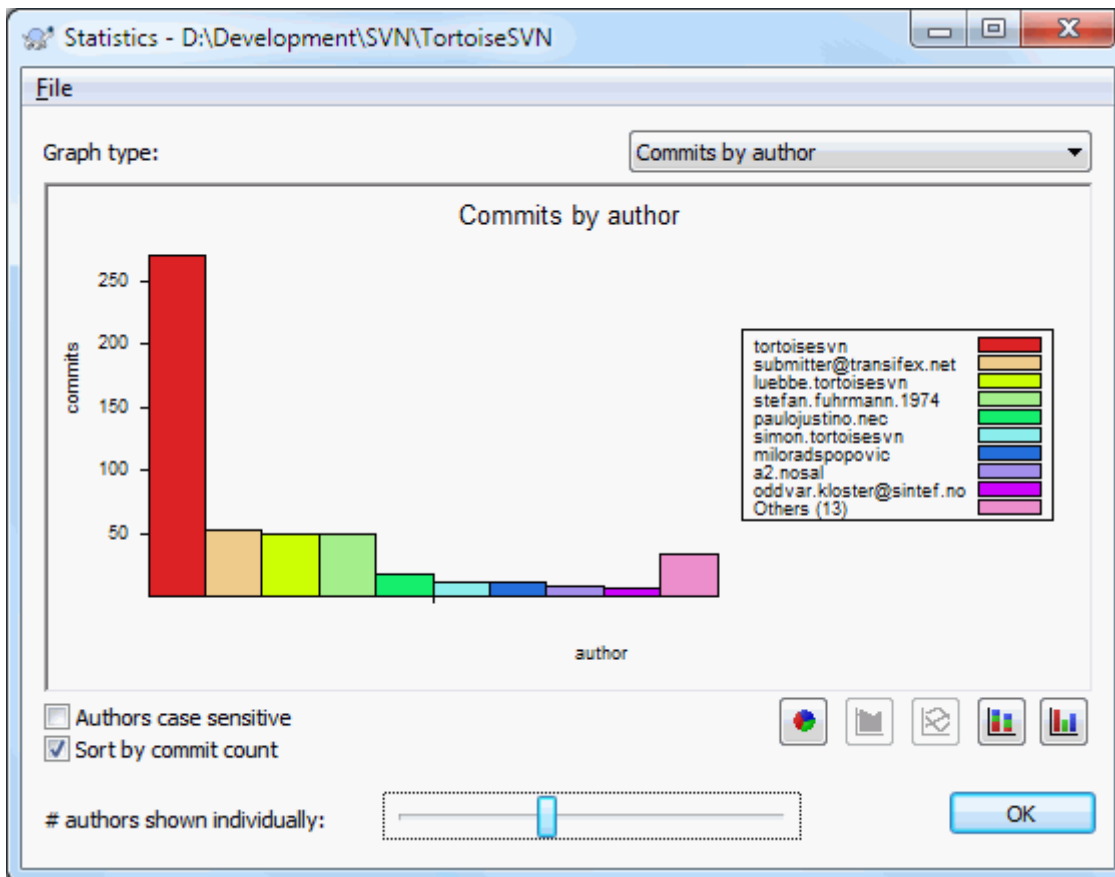 Statistics - D:\Development\SVN\TortoiseSVN
File
Graph type:
Commits by author
Commits by author
commits
250
200
150
100
50
author
tortoisesvn
submitter@transifex.net
luebbe.tortoisesvn
stefan.fuhrmann.1974
paulojustino.nec
simon.tortoisesvn
miloradspopovic
a2.nosal
oddvar.kloster@sintef.no
Others (13)
Authors case sensitive
Sort by commit count
# authors shown individually:
OK